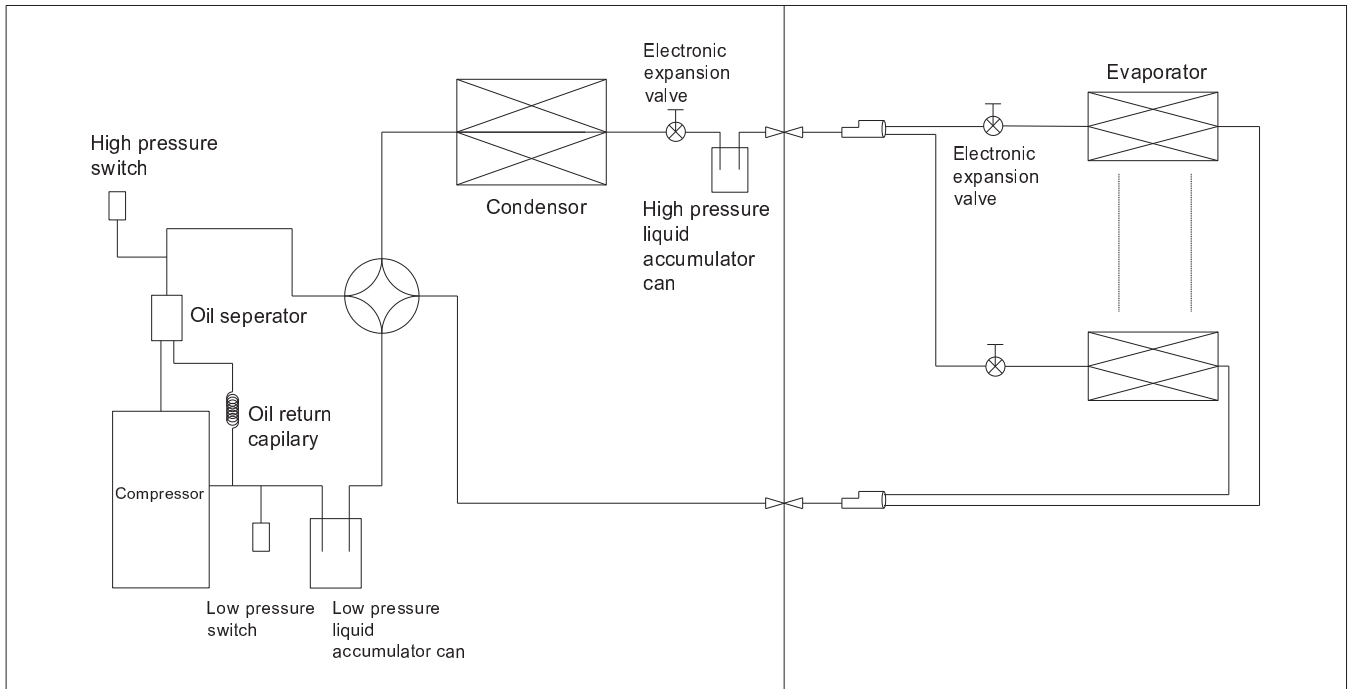 Electronic
expansion
valve
Evaporator
High pressure
switch
Electronic
expansion
valve
Condensor
High pressure
liquid
accumulator
can
Oil seperator
Oil return
capilary
Compressor
Low pressure
switch
Low pressure
liquid
accumulator can